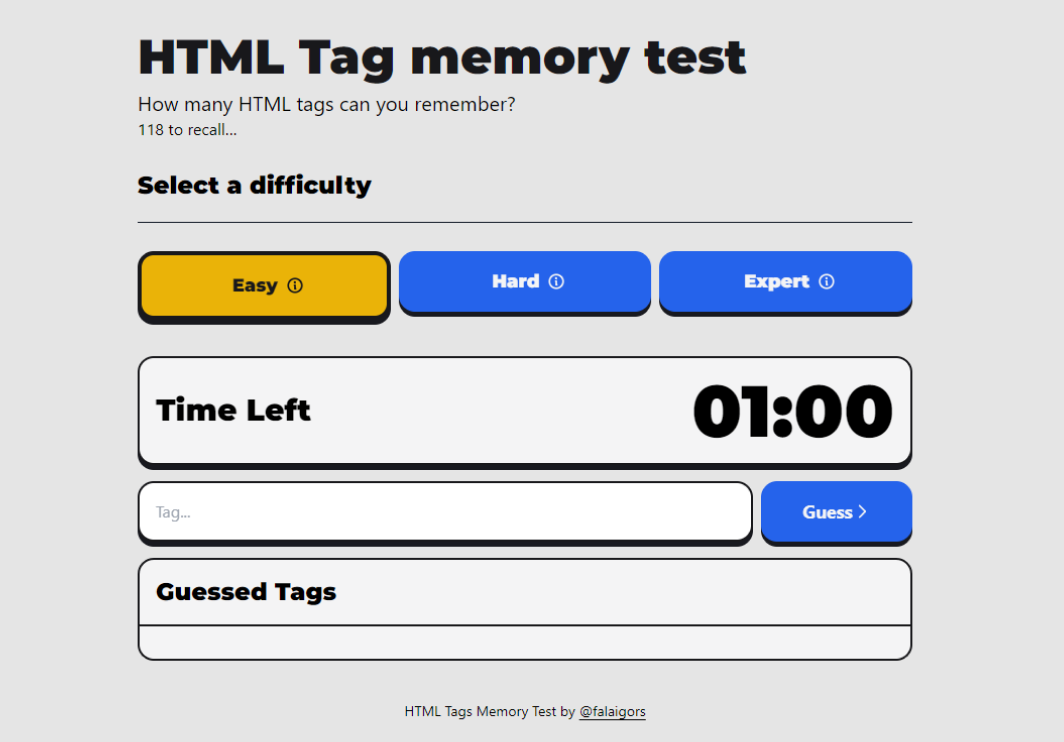 HTML Tag memory test
How many HTML tags can you remember?
118 to recall...
Select a difficulty
Easy
Hard
Expert
Time Left
01:00
Tag...
Guess
Guessed Tags
HTML Tags Memory Test by @falaigors